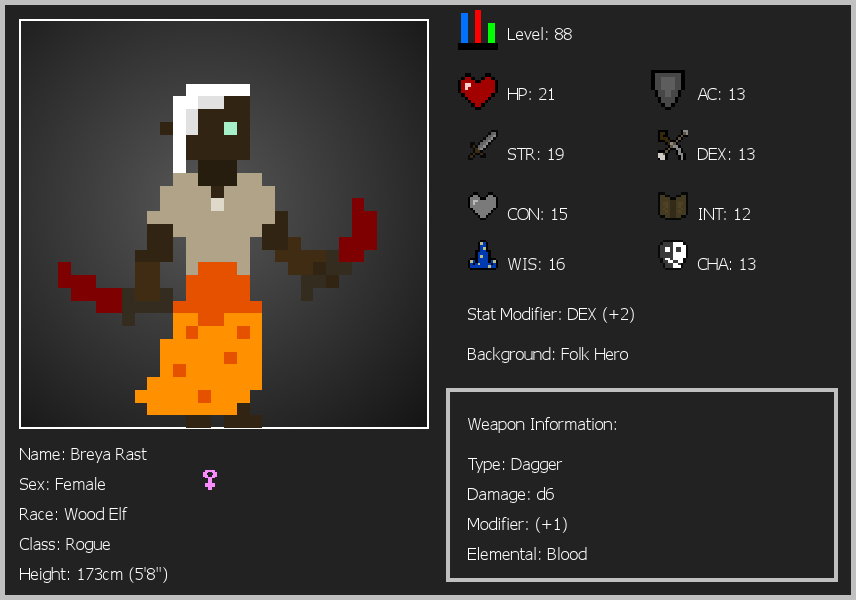 Level: 88
HP: 21
AC: 13
STR: 19
DEX: 13
CON: 15
INT: 12
WIS: 16
CHA: 13
Stat Modifier: DEX (+2)
Background: Folk Hero
Weapon Information:
Type: Dagger
Damage: d6
Modifier: (+1)
Elemental: Blood
Name: Breya Rast
Sex: Female
Race: Wood Elf
Class: Rogue
Height: 173cm (5'8")